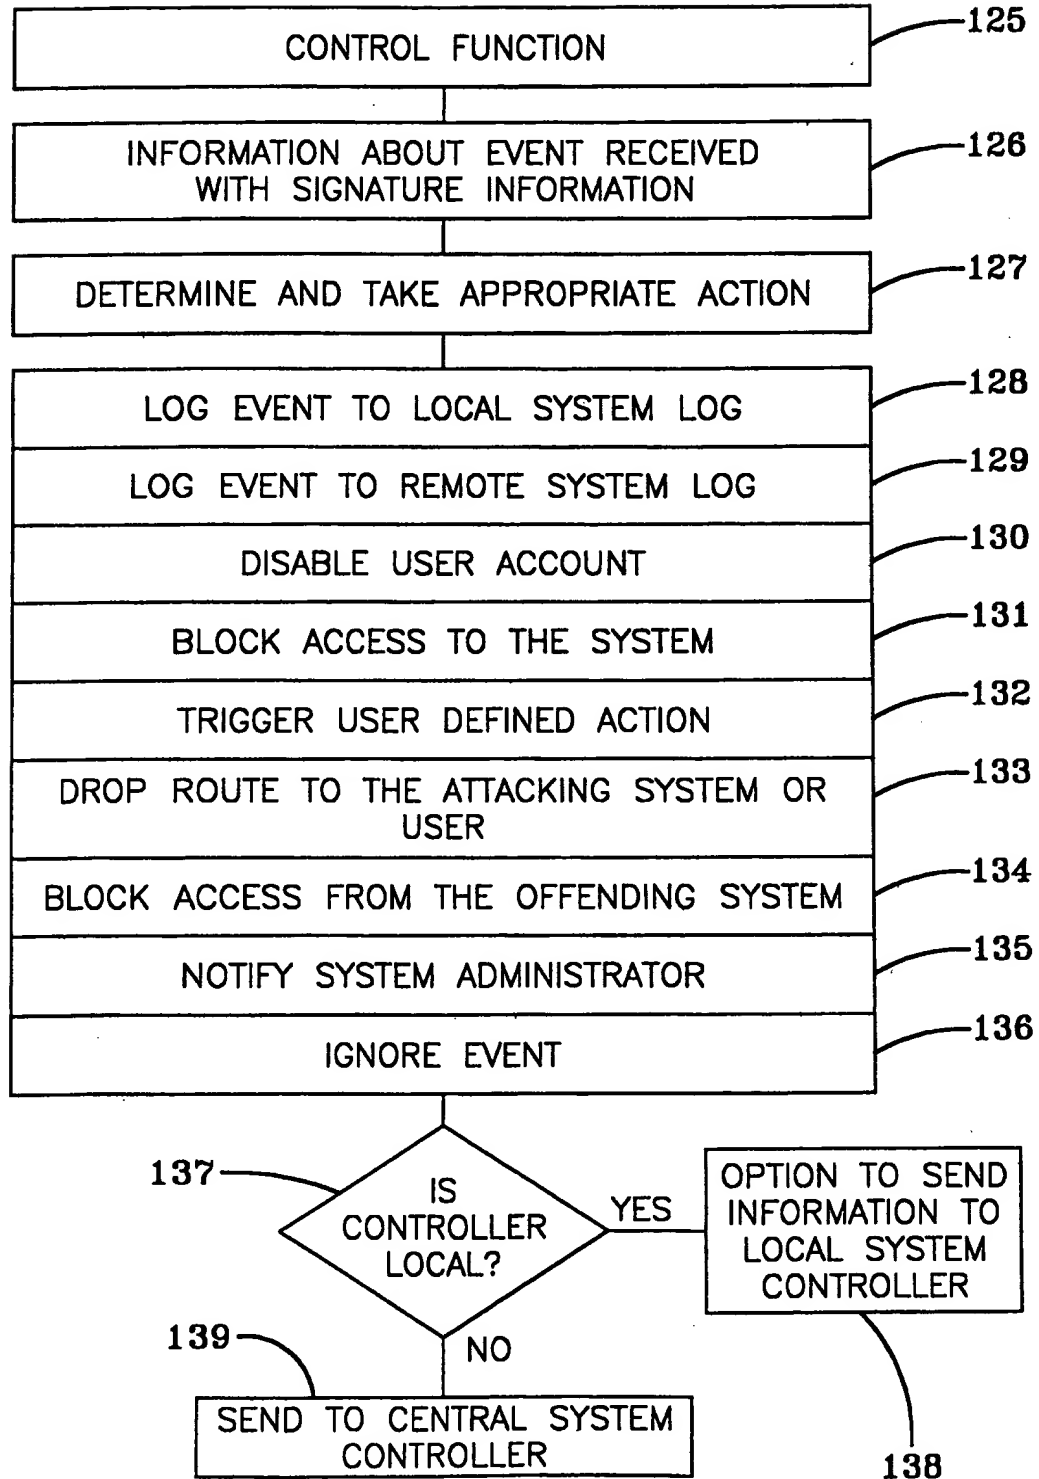 CONTROL FUNCTION
125
INFORMATION ABOUT EVENT RECEIVED
WITH SIGNATURE INFORMATION
126
DETERMINE AND TAKE APPROPRIATE ACTION
127
LOG EVENT TO LOCAL SYSTEM LOG
128
LOG EVENT TO REMOTE SYSTEM LOG
129
DISABLE USER ACCOUNT
130
BLOCK ACCESS TO THE SYSTEM
131
TRIGGER USER DEFINED ACTION
132
DROP ROUTE TO THE ATTACKING SYSTEM OR
USER
133
BLOCK ACCESS FROM THE OFFENDING SYSTEM
134
NOTIFY SYSTEM ADMINISTRATOR
135
IGNORE EVENT
136
137
IS
CONTROLLER
LOCAL?
YES
OPTION TO SEND
INFORMATION TO
LOCAL SYSTEM
CONTROLLER
138
NO
139
SEND TO CENTRAL SYSTEM
CONTROLLER